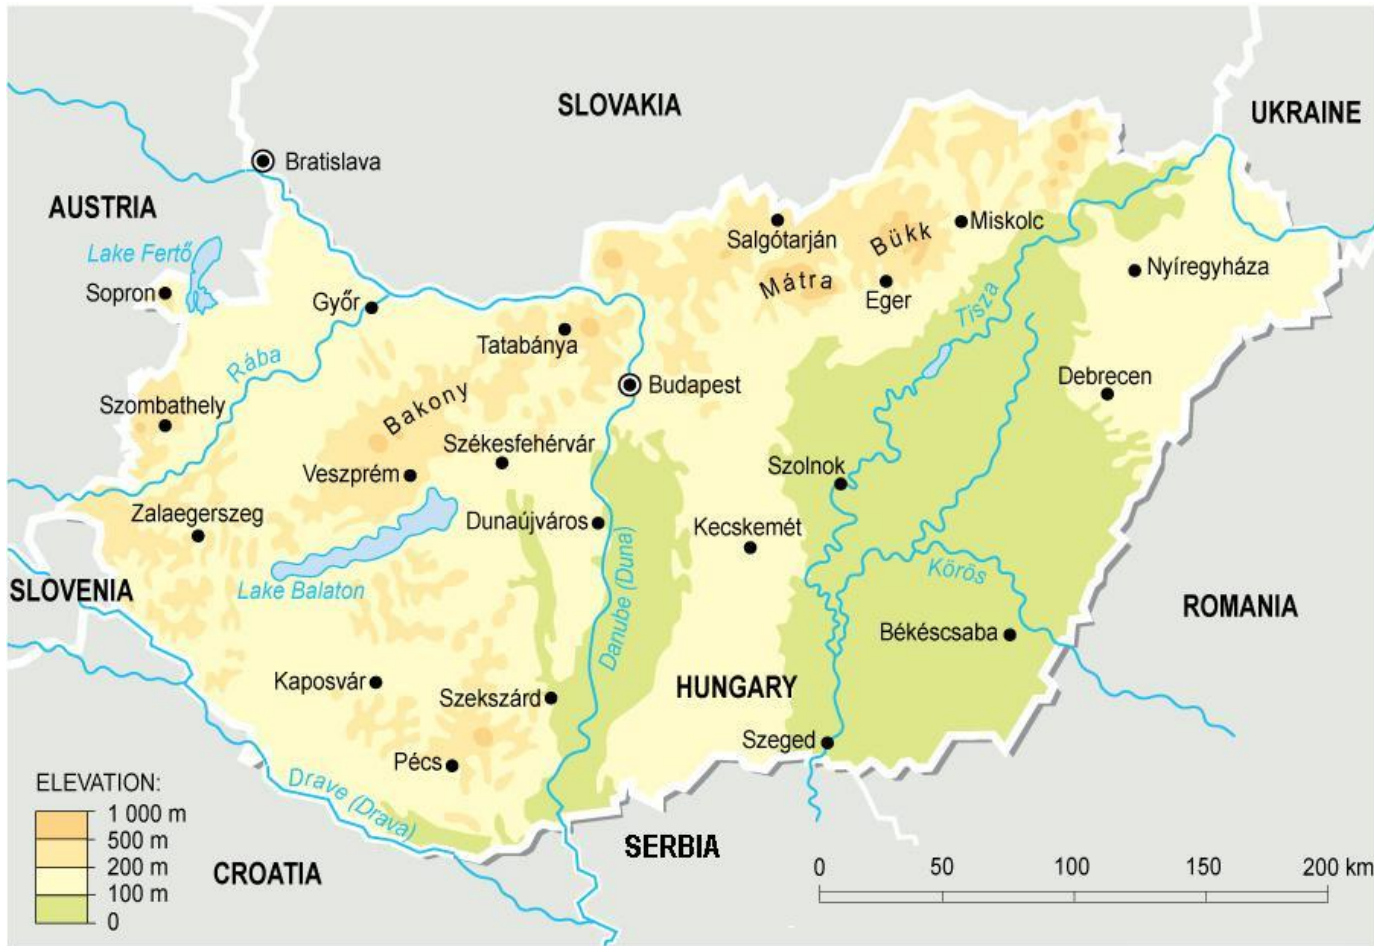 SLOVAKIA
UKRAINE
Bratislava
AUSTRIA
Lake Fertő
Sopron
Győr
Rába
Tatabánya
Salgótarján
Bükk
Miskolc
Mátra
Eger
Tisza
Nyíregyháza
Szombathely
Bakony
Budapest
Debrecen
Székesfehérvár
Veszprém
Szolnok
Zalaegerszeg
Dunaújváros
Kecskemét
Lake Balaton
Danube (Duna)
Körös
SLOVENIA
ROMANIA
Békéscsaba
Kaposvár
Szekszárd
HUNGARY
Szeged
Pécs
Drave (Drava)
ELEVATION:
1 000 m
500 m
200 m
100 m
0
CROATIA
SERBIA
0 50 100 150 200 km